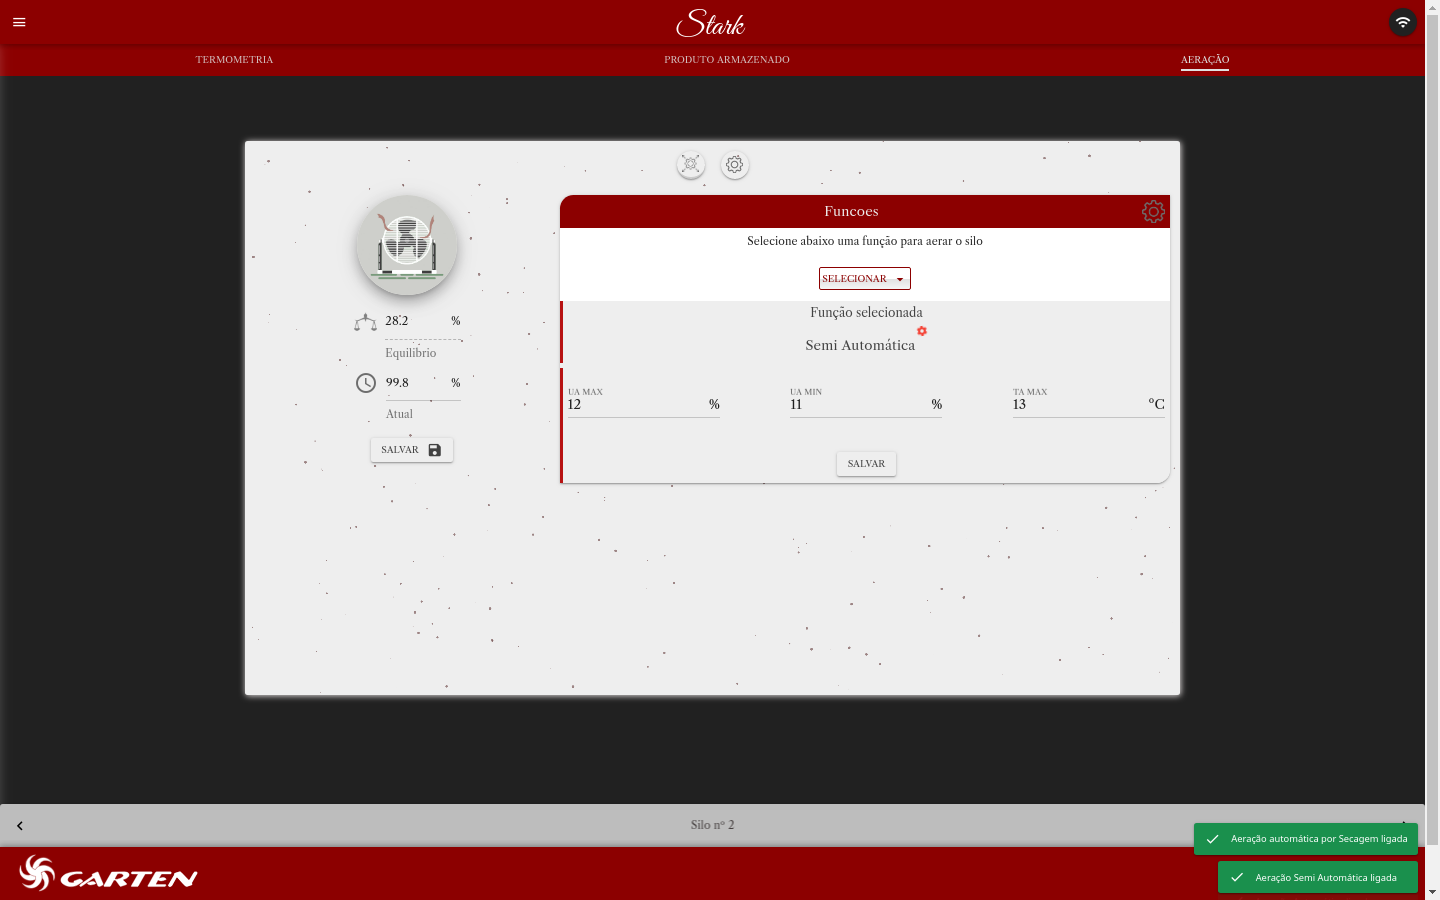 Stark
TERMOMETRIA
PRODUTO ARMAZENADO
AERAÇÃO
28.2 %
Equilibrio
99.8 %
Atual
SALVAR
Funcoes
Selecione abaixo uma função para aerar o silo
SELECIONAR
Função selecionada
Semi Automática
UA MAX
12 %
UA MIN
11 %
TA MAX
13 ºC
SALVAR
Silo nº 2
Aeração automática por Secagem ligada
Aeração Semi Automática ligada
GARTEN